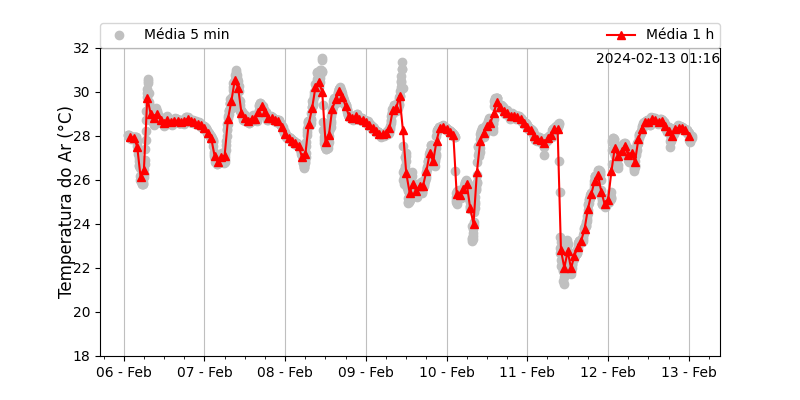 Média 5 min
Média 1 h
2024-02-13 01:16
Temperatura do Ar (°C)
32
30
28
26
24
22
20
18
06 - Feb
07 - Feb
08 - Feb
09 - Feb
10 - Feb
11 - Feb
12 - Feb
13 - Feb